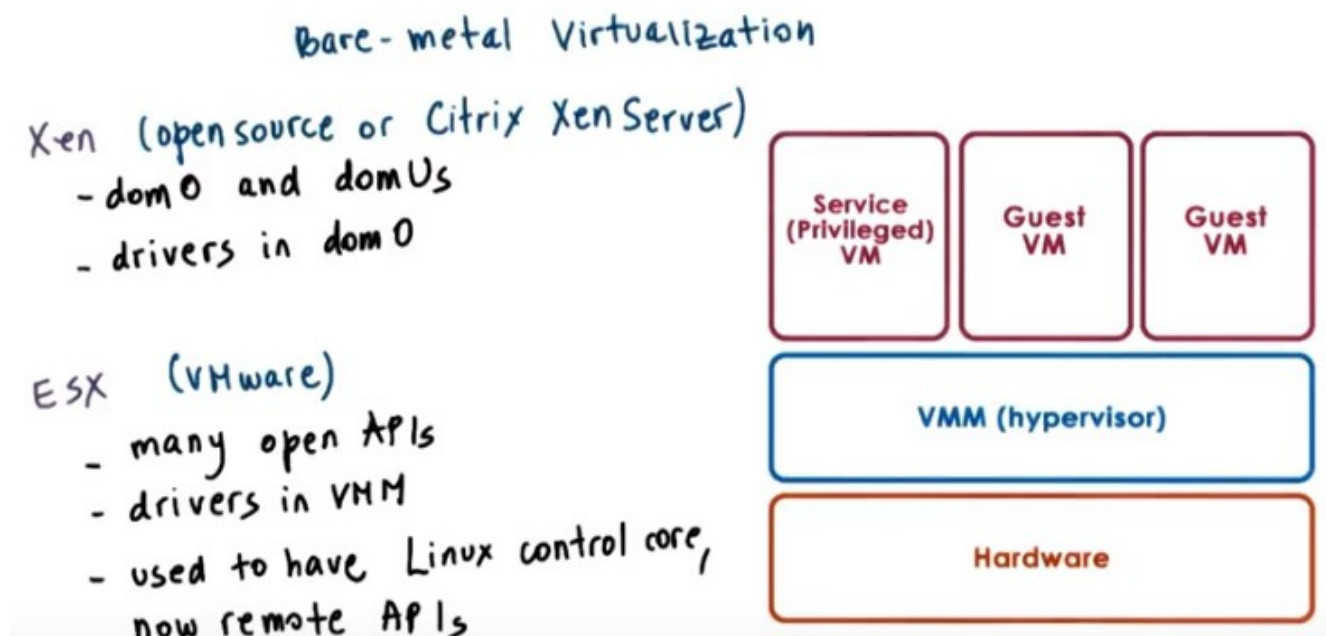 Bare-metal Virtualization
Xen (open source or Citrix XenServer)
- dom0 and domUs
- drivers in dom0
ESX (VMware)
- many open APIs
- drivers in VMM
- used to have Linux control core,
now remote APIs
Service
(Privileged)
VM
Guest
VM
Guest
VM
VMM (hypervisor)
Hardware